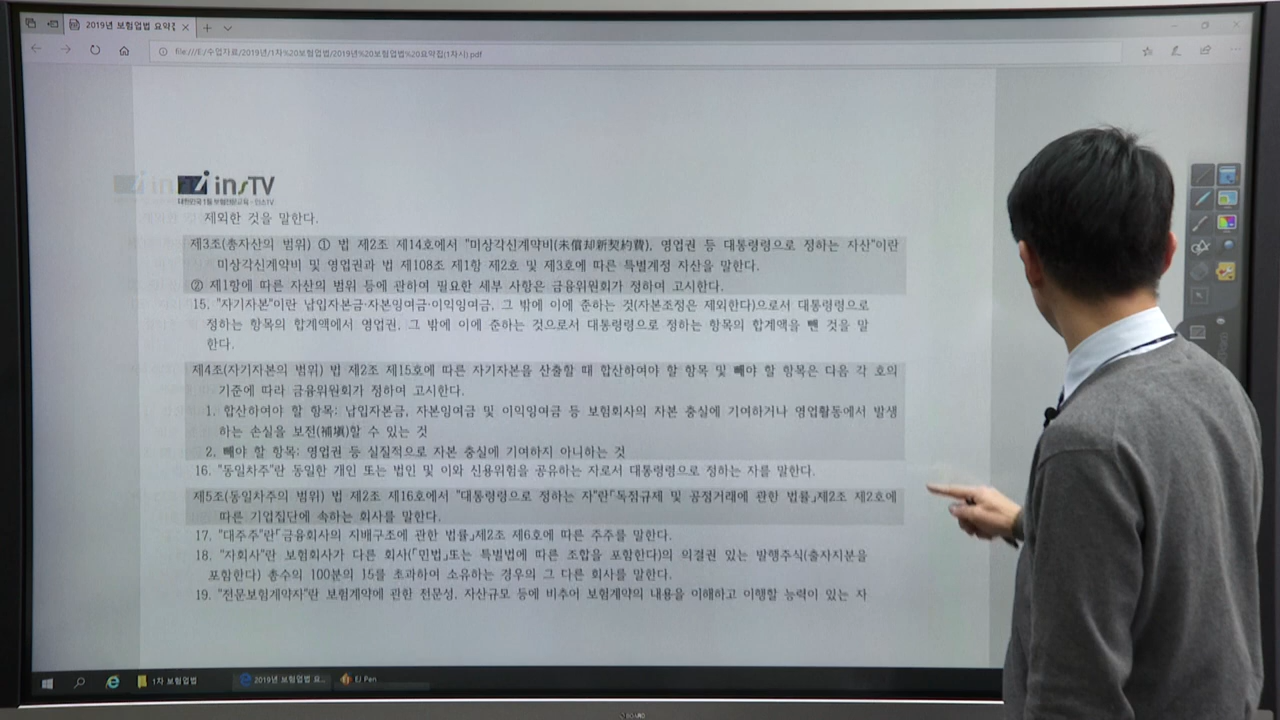 2019년 보험업법 요약집
file:///E:/수업자료/2019년/1차%20보험업법/2019년%20보험업법%20요약집(1차시).pdf
insTV
대한민국 1등 보험전문교육 - 인스TV
제외한 것을 말한다.
제3조(총자산의 범위) ① 법 제2조 제14호에서 "미상각신계약비(未償却新契約費), 영업권 등 대통령령으로 정하는 자산"이란
미상각신계약비 및 영업권과 법 제108조 제1항 제2호 및 제3호에 따른 특별계정 자산을 말한다.
② 제1항에 따른 자산의 범위 등에 관하여 필요한 세부 사항은 금융위원회가 정하여 고시한다.
15. "자기자본"이란 납입자본금·자본잉여금·이익잉여금, 그 밖에 이에 준하는 것(자본조정은 제외한다)으로서 대통령령으로
정하는 항목의 합계액에서 영업권, 그 밖에 이에 준하는 것으로서 대통령령으로 정하는 항목의 합계액을 뺀 것을 말
한다.
제4조(자기자본의 범위) 법 제2조 제15호에 따른 자기자본을 산출할 때 합산하여야 할 항목 및 빼야 할 항목은 다음 각 호의
기준에 따라 금융위원회가 정하여 고시한다.
1. 합산하여야 할 항목: 납입자본금, 자본잉여금 및 이익잉여금 등 보험회사의 자본 충실에 기여하거나 영업활동에서 발생
하는 손실을 보전(補塡)할 수 있는 것
2. 빼야 할 항목: 영업권 등 실질적으로 자본 충실에 기여하지 아니하는 것
16. "동일차주"란 동일한 개인 또는 법인 및 이와 신용위험을 공유하는 자로서 대통령령으로 정하는 자를 말한다.
제5조(동일차주의 범위) 법 제2조 제16호에서 "대통령령으로 정하는 자"란「독점규제 및 공정거래에 관한 법률」제2조 제2호에
따른 기업집단에 속하는 회사를 말한다.
17. "대주주"란「금융회사의 지배구조에 관한 법률」제2조 제6호에 따른 주주를 말한다.
18. "자회사"란 보험회사가 다른 회사(「민법」또는 특별법에 따른 조합을 포함한다)의 의결권 있는 발행주식(출자지분을
포함한다) 총수의 100분의 15를 초과하여 소유하는 경우의 그 다른 회사를 말한다.
19. "전문보험계약자"란 보험계약에 관한 전문성, 자산규모 등에 비추어 보험계약의 내용을 이해하고 이행할 능력이 있는 자
1차 보험업법
2019년 보험업법 요...
EJ Pen